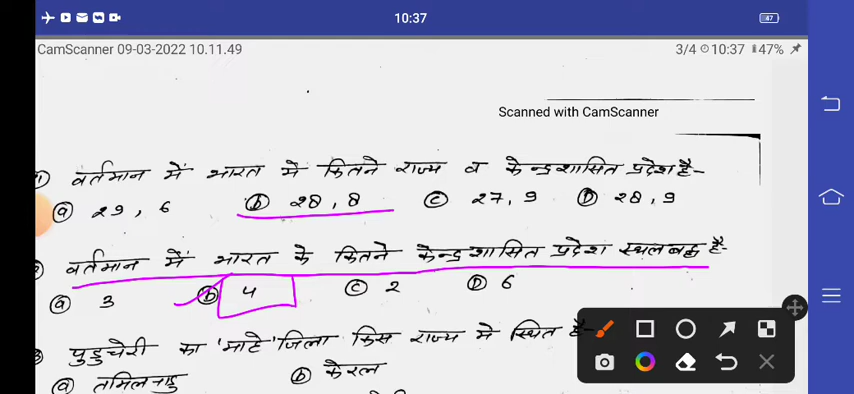 10:37
47
CamScanner 09-03-2022 10.11.49
3/4 10:37 47%
Scanned with CamScanner
वर्तमान में भारत में कितने राज्य व केन्द्रशासित प्रदेश है-
a 29, 6 b 28, 8 c 27, 9 D 28, 9
वर्तमान में भारत के कितने केन्द्रशासित प्रदेश स्थलबद्ध है-
a 3 b 4 c 2 D 6
पुडुचेरी का 'माहे' जिला किस राज्य में स्थित है-
a तमिलनाडु b केरल